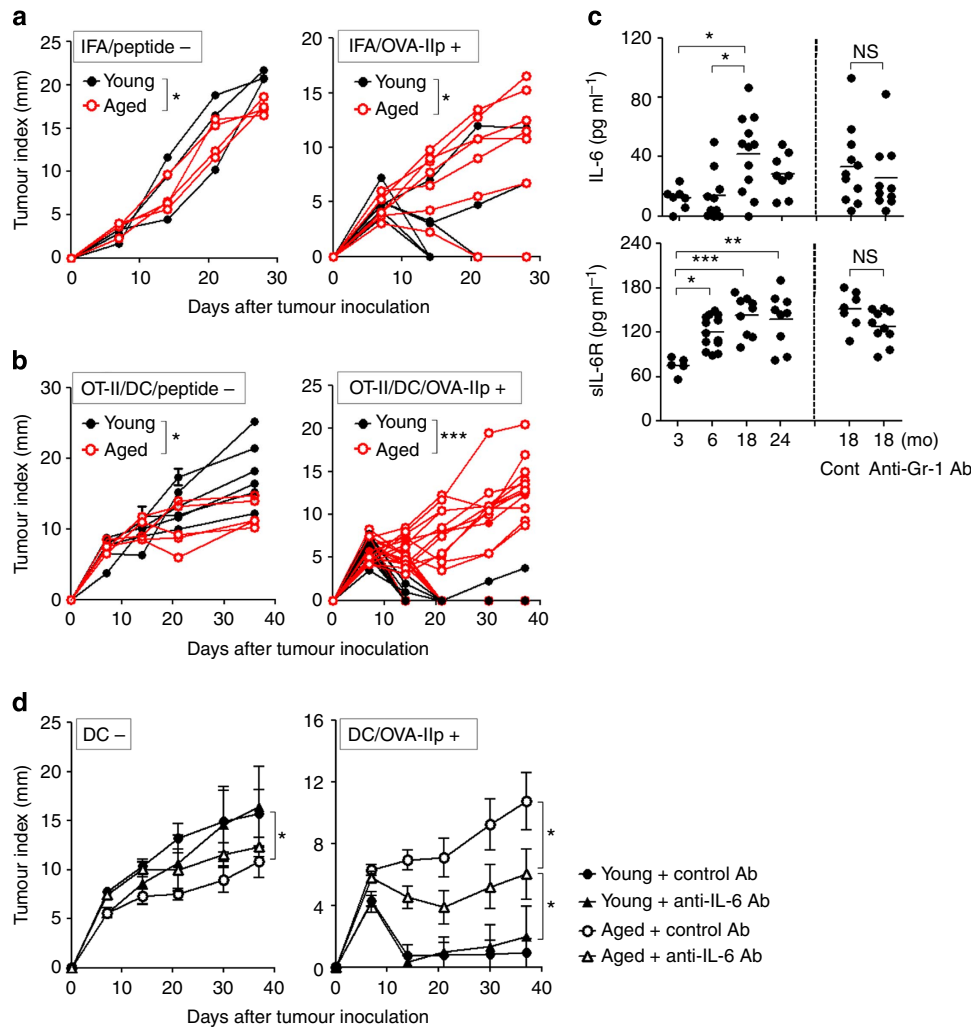 a
IFA/peptide –
Young
Aged
*
Tumour index (mm)
25
20
15
10
5
0
0 10 20 30
Days after tumour inoculation
IFA/OVA-IIp +
Young
Aged
*
20
15
10
5
0
0 10 20 30
Days after tumour inoculation
b
OT-II/DC/peptide –
Young
Aged
*
Tumour index (mm)
30
20
10
0
0 10 20 30 40
Days after tumour inoculation
OT-II/DC/OVA-IIp +
Young
Aged
***
25
20
15
10
5
0
0 10 20 30 40
c
IL-6 (pg ml⁻¹)
120
80
40
0
*
*
NS
sIL-6R (pg ml⁻¹)
240
180
120
60
0
**
***
*
NS
3 6 18 24 18 18 (mo)
Cont Anti-Gr-1 Ab
d
DC –
Tumour index (mm)
25
20
15
10
5
0
*
0 10 20 30 40
Days after tumour inoculation
DC/OVA-IIp +
16
12
8
4
0
*
*
0 10 20 30 40
Young + control Ab
Young + anti-IL-6 Ab
Aged + control Ab
Aged + anti-IL-6 Ab